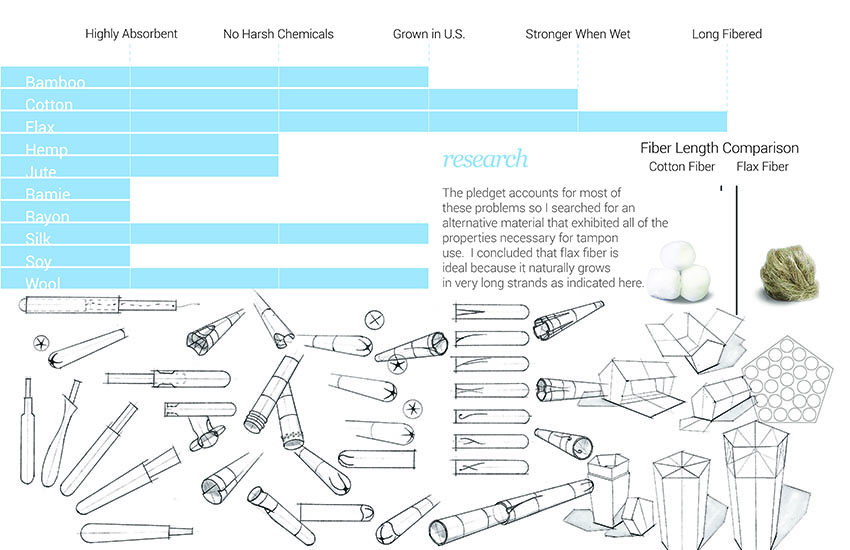 Highly Absorbent No Harsh Chemicals Grown in U.S. Stronger When Wet Long Fibered
Bamboo
Cotton
Flax
Hemp
Jute
Ramie
Rayon
Silk
Soy
Wool
research
The pledget accounts for most of
these problems so I searched for an
alternative material that exhibited all of the
properties necessary for tampon
use. I concluded that flax fiber is
ideal because it naturally grows
in very long strands as indicated here.
Fiber Length Comparison
Cotton Fiber Flax Fiber